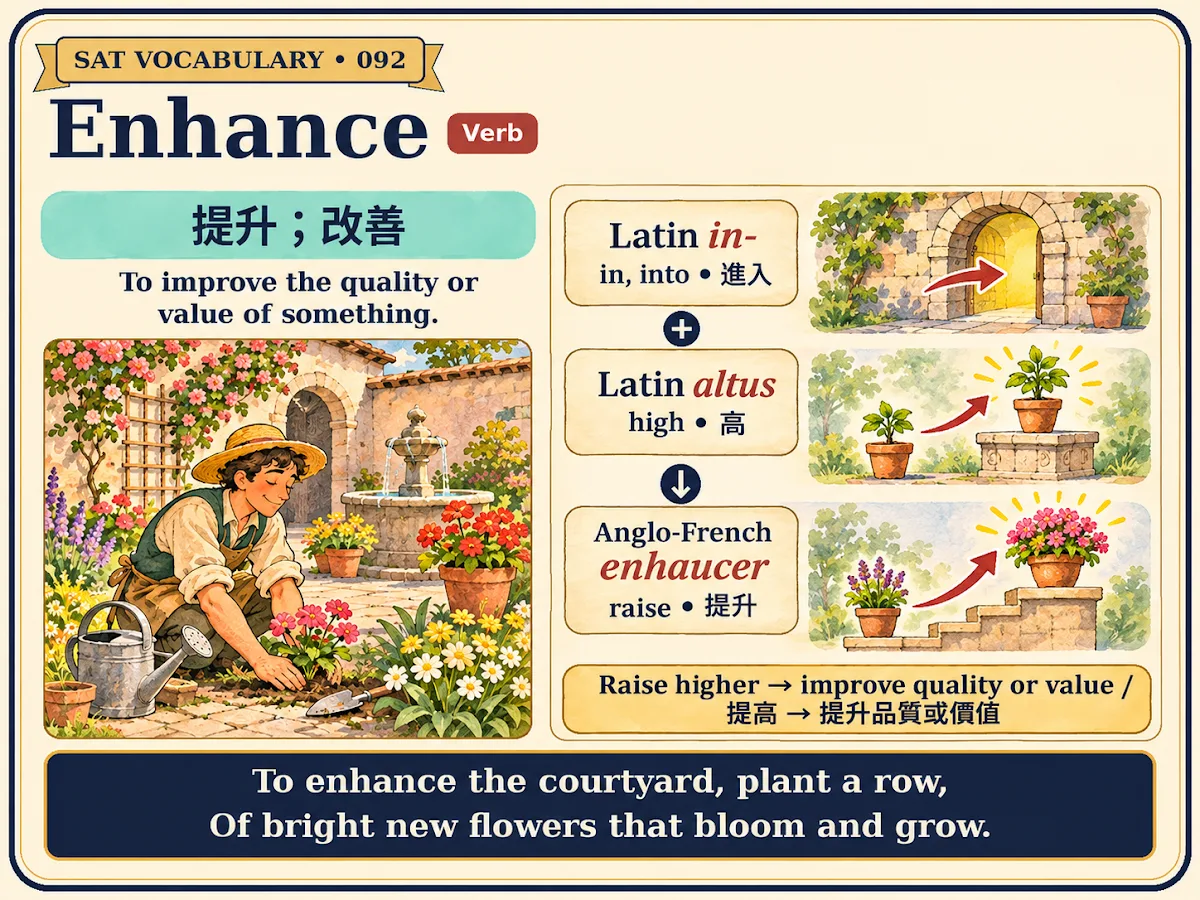 SAT VOCABULARY • 092
Enhance
Verb
提升；改善
To improve the quality or
value of something.
Latin in-
in, into • 進入
+
Latin altus
high • 高
↓
Anglo-French
enhaucer
raise • 提升
Raise higher → improve quality or value /
提高 → 提升品質或價值
To enhance the courtyard, plant a row,
Of bright new flowers that bloom and grow.